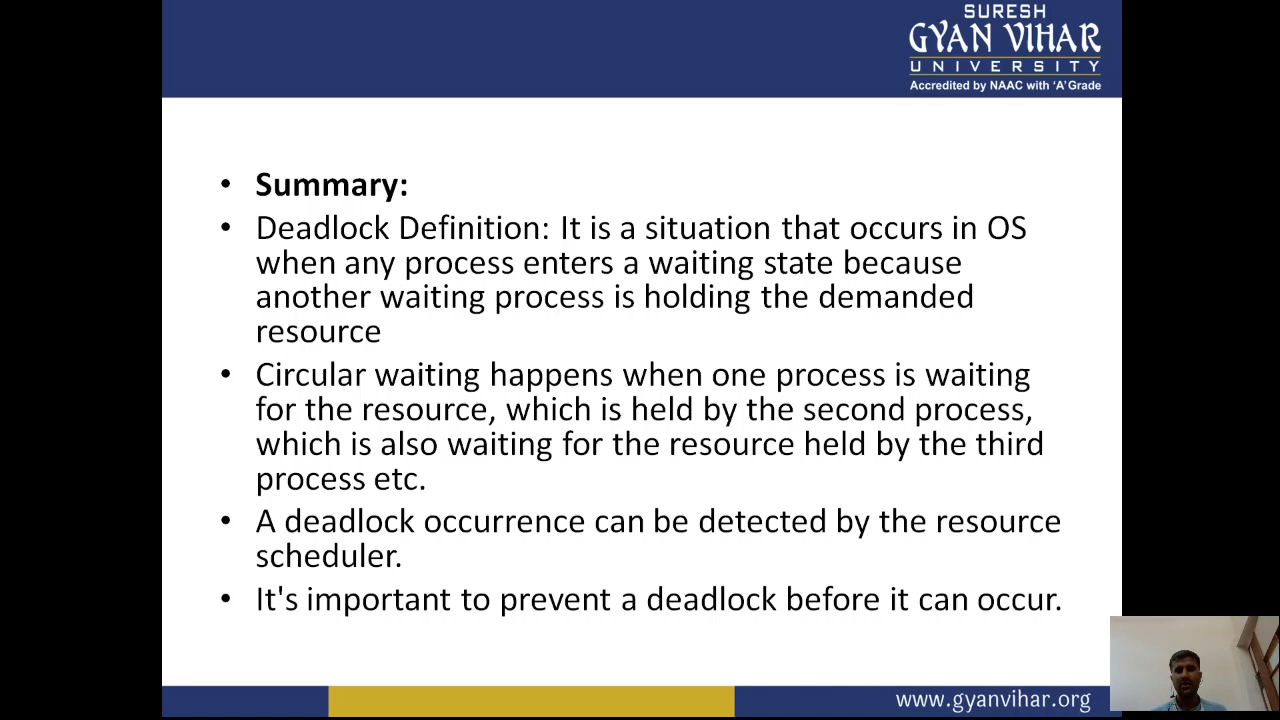 SURESH
GYAN VIHAR
UNIVERSITY
Accredited by NAAC with 'A' Grade
• Summary:
• Deadlock Definition: It is a situation that occurs in OS
when any process enters a waiting state because
another waiting process is holding the demanded
resource
• Circular waiting happens when one process is waiting
for the resource, which is held by the second process,
which is also waiting for the resource held by the third
process etc.
• A deadlock occurrence can be detected by the resource
scheduler.
• It's important to prevent a deadlock before it can occur.
www.gyanvihar.org